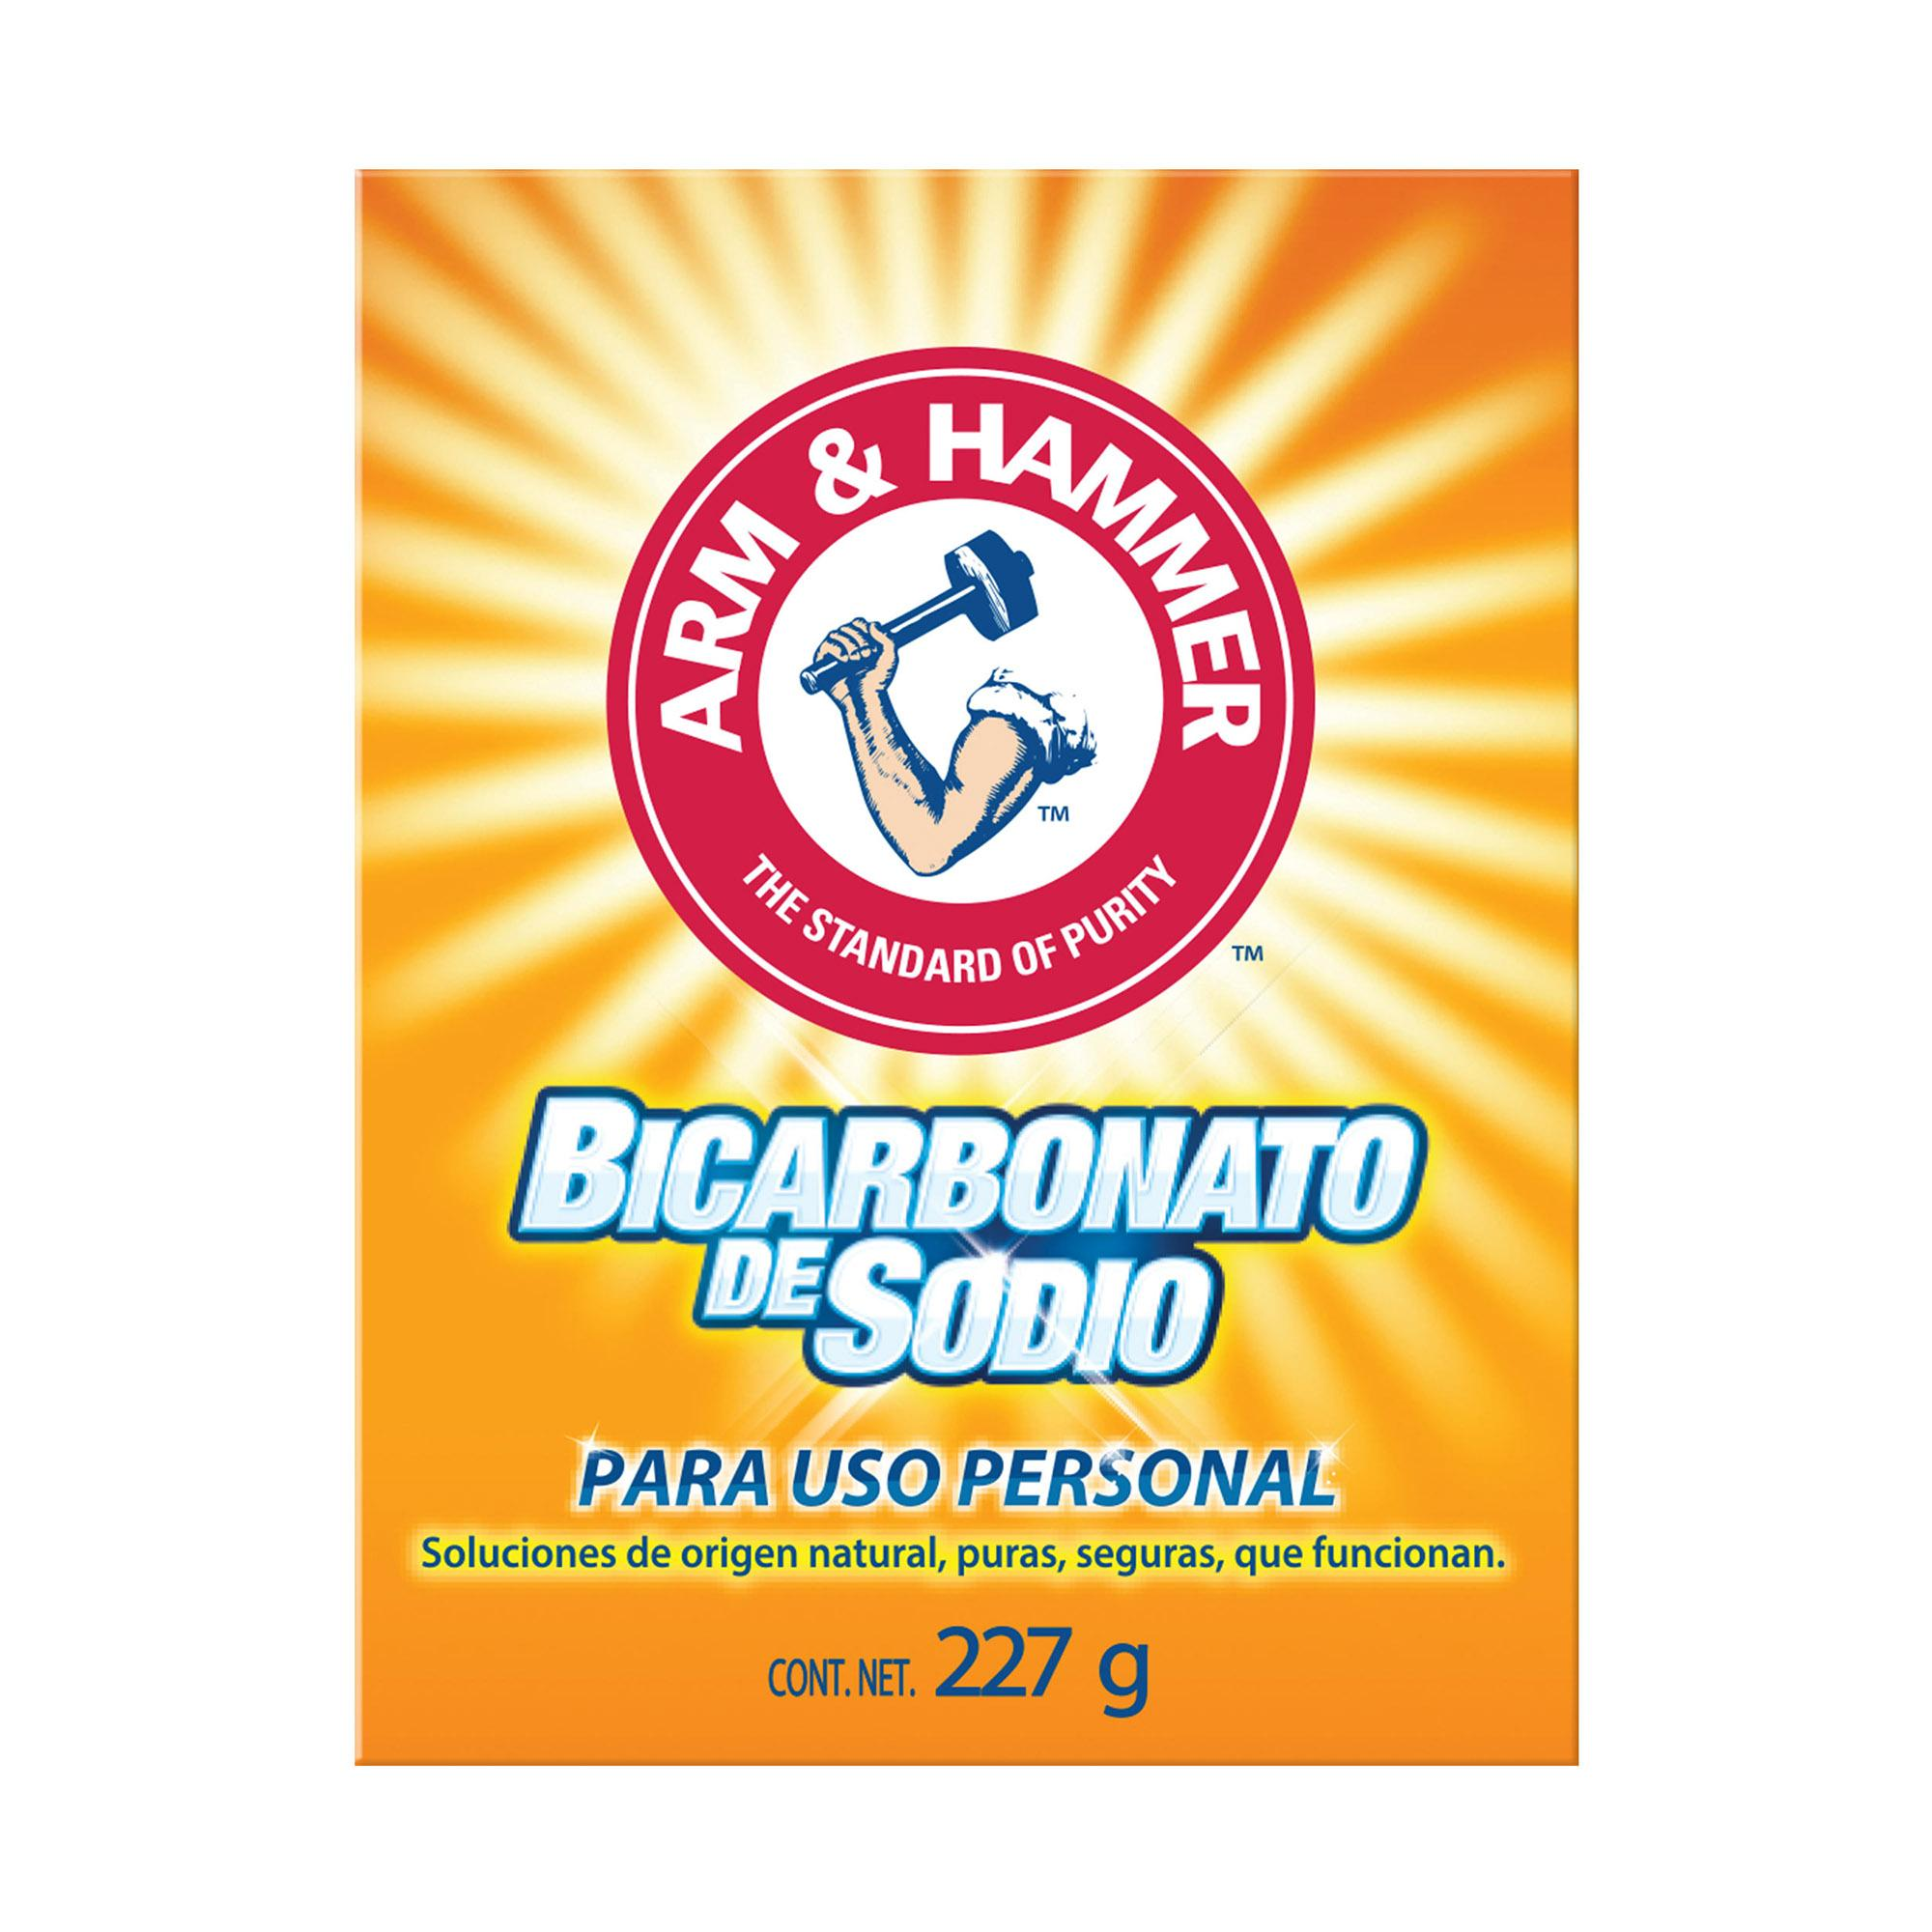 ARM & HAMMER
TM
THE STANDARD OF PURITY
TM
BICARBONATO
DE SODIO
PARA USO PERSONAL
Soluciones de origen natural, puras, seguras, que funcionan.
CONT. NET. 227 g